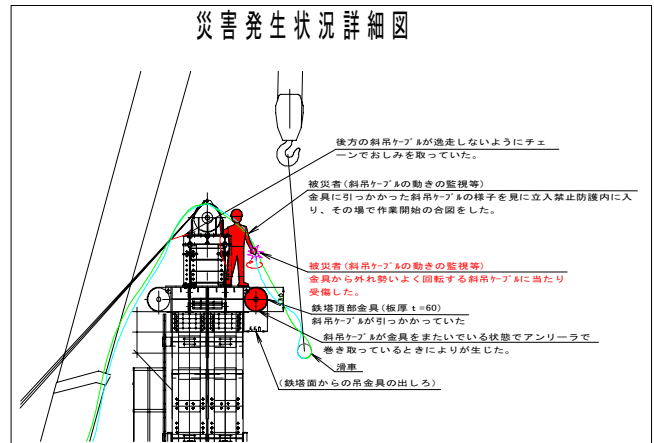 災害発生状況詳細図
後方の斜吊ｹｰﾌﾞﾙが逸走しないようにチェ
ーンでおしみを取っていた。
被災者(斜吊ｹｰﾌﾞﾙの動きの監視等)
金具に引っかかった斜吊ｹｰﾌﾞﾙの様子を見に立入禁止防護内に入
り、その場で作業開始の合図をした。
被災者(斜吊ｹｰﾌﾞﾙの動きの監視等)
金具から外れ勢いよく回転する斜吊ｹｰﾌﾞﾙに当たり
受傷した。
鉄塔頂部金具(板厚 t=60)
斜吊ｹｰﾌﾞﾙが引っかかっていた
斜吊ｹｰﾌﾞﾙが金具をまたいでいる状態でアンリーラで
巻き取っているときによりが生じた。
滑車
(鉄塔面からの吊金具の出しろ)